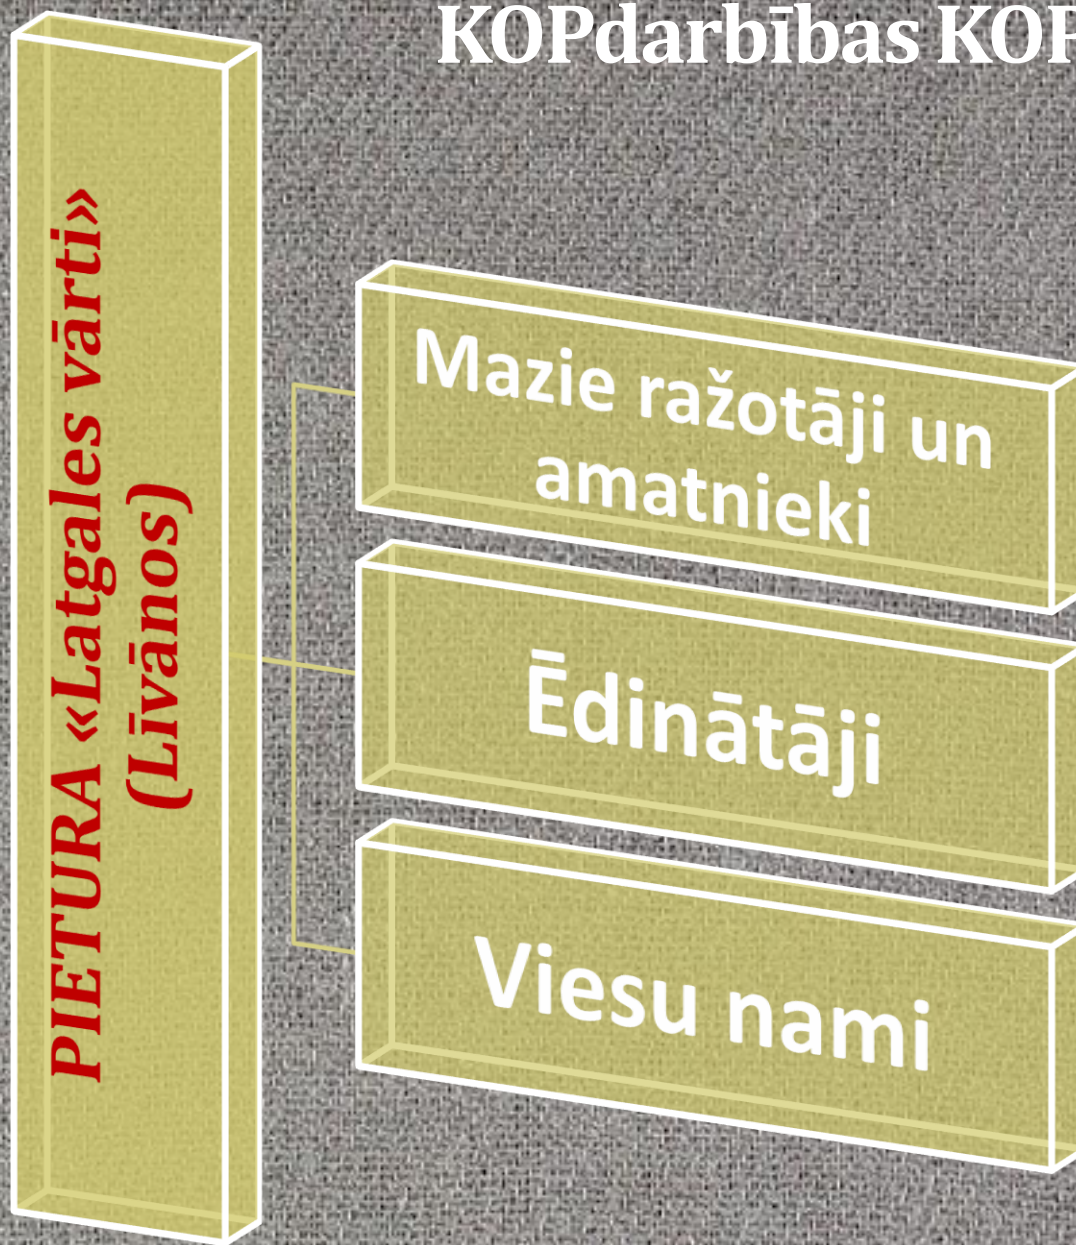 KOPdarbības KOP
PIETURA «Latgales vārti»
(Līvānos)
Mazie ražotāji un
amatnieki
Ēdinātāji
Viesu nami